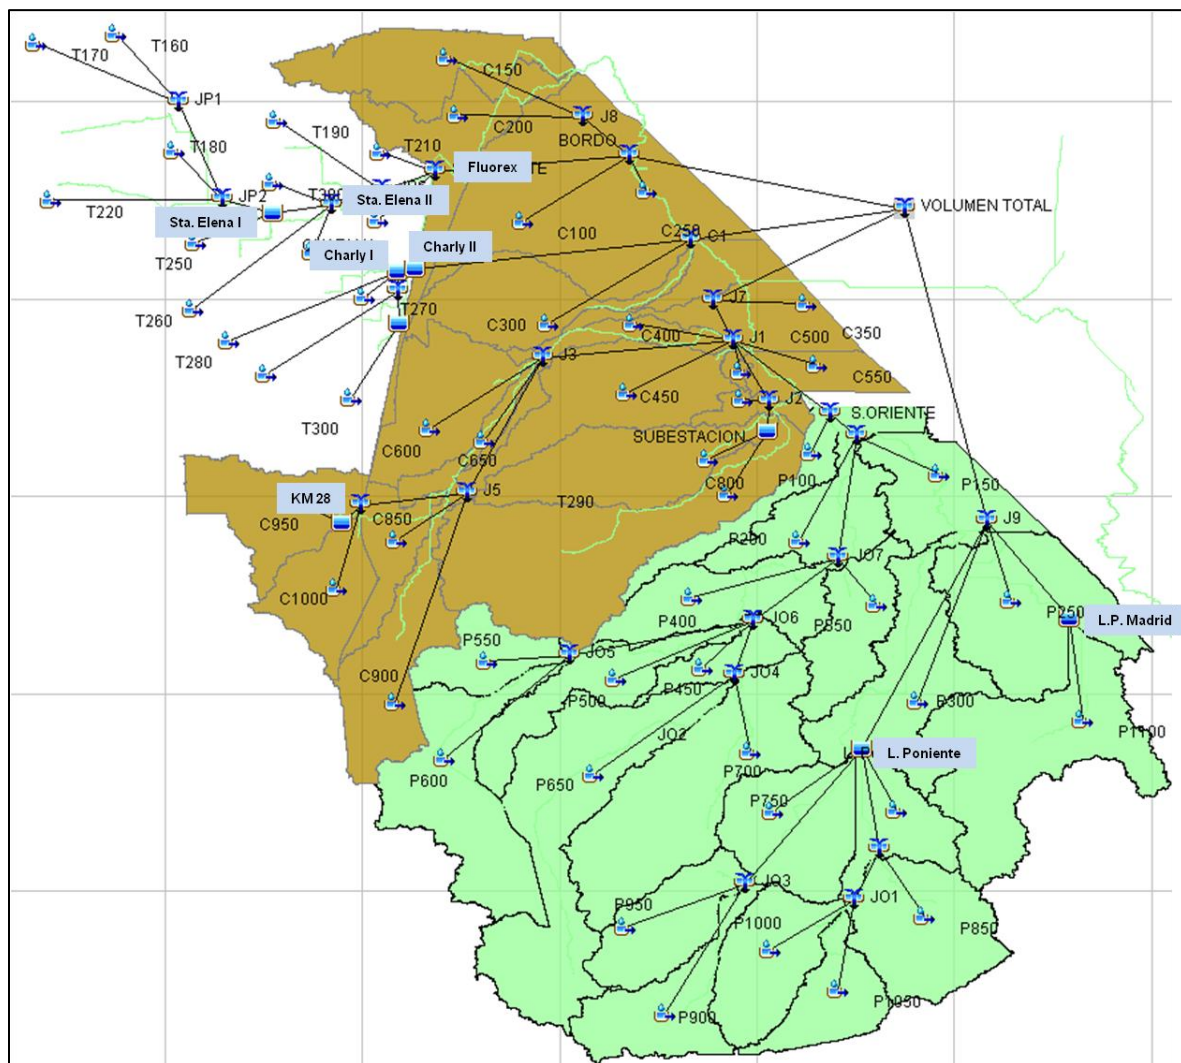 T160
T170
C150
J8
JP1
C200
T190
BORDO
T180
T210
Fluorex
JP2
Sta. Elena II
T220
Sta. Elena I
VOLUMEN TOTAL
C100
C250
C1
Charly II
Charly I
T250
J7
T270
T260
C300
C400
J1
C500
C350
T280
J3
C550
C450
J2
S.ORIENTE
T300
SUBESTACION
C600
C650
C800
P100
P150
J5
T290
KM 28
C950
C850
J9
P200
JO7
C1000
P250
L.P. Madrid
P400
JO6
P350
P550
JO5
C900
P450
JO4
P500
P300
P1100
JO2
L. Poniente
P600
P650
P700
P750
JO3
P950
JO1
P1000
P850
P900
P1050